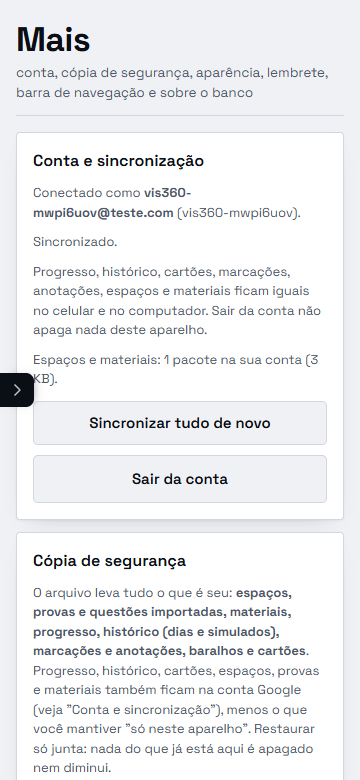 Mais
conta, cópia de segurança, aparência, lembrete,
barra de navegação e sobre o banco
Conta e sincronização
Conectado como vis360-
mwpi6uov@teste.com (vis360-mwpi6uov).
Sincronizado.
Progresso, histórico, cartões, marcações,
anotações, espaços e materiais ficam iguais
no celular e no computador. Sair da conta não
apaga nada deste aparelho.
Espaços e materiais: 1 pacote na sua conta (3
KB).
Sincronizar tudo de novo
Sair da conta
Cópia de segurança
O arquivo leva tudo o que é seu: espaços,
provas e questões importadas, materiais,
progresso, histórico (dias e simulados),
marcações e anotações, baralhos e cartões.
Progresso, histórico, cartões, espaços, provas
e materiais também ficam na conta Google
(veja "Conta e sincronização"), menos o que
você mantiver "só neste aparelho". Restaurar
só junta: nada do que já está aqui é apagado
nem diminui.